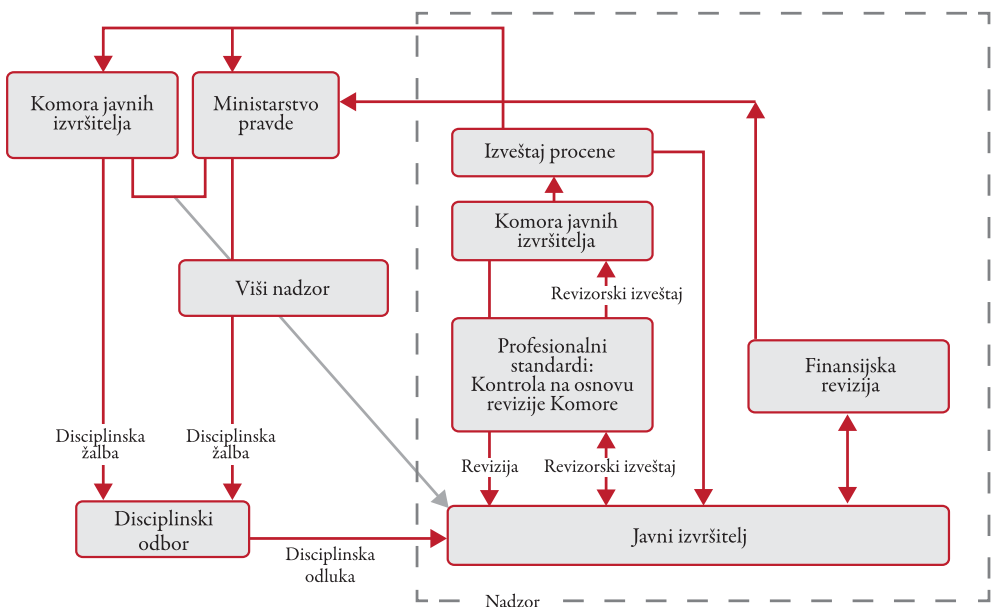 Komora javnih
izvršitelja
Ministarstvo
pravde
Izveštaj procene
Komora javnih
izvršitelja
Viši nadzor
Revizorski izveštaj
Profesionalni
standardi:
Kontrola na osnovu
revizije Komore
Finansijska
revizija
Disciplinska
žalba
Disciplinska
žalba
Revizija
Revizorski izveštaj
Disciplinski
odbor
Javni izvršitelj
Disciplinska
odluka
Nadzor